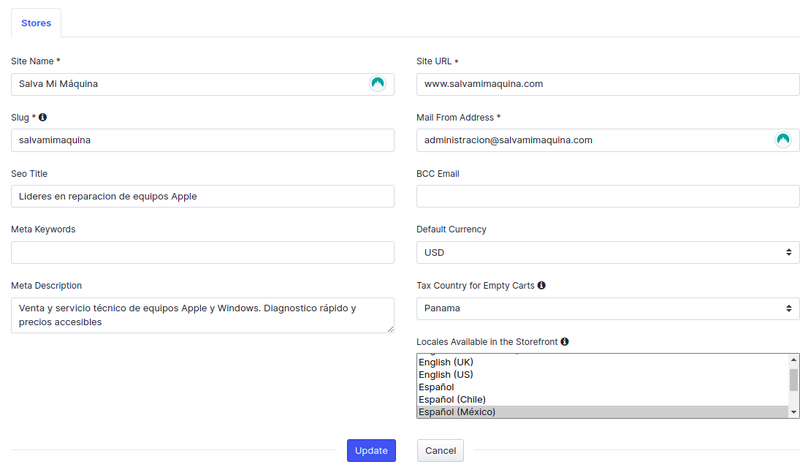 Stores
Site Name *
Salva Mi Máquina
Site URL *
www.salvamimaquina.com
Slug *
salvamimaquina
Mail From Address *
administracion@salvamimaquina.com
Seo Title
Lideres en reparacion de equipos Apple
BCC Email
Meta Keywords
Default Currency
USD
Meta Description
Venta y servicio técnico de equipos Apple y Windows. Diagnostico rápido y
precios accesibles
Tax Country for Empty Carts
Panama
Locales Available in the Storefront
English (UK)
English (US)
Español
Español (Chile)
Español (México)
Update
Cancel